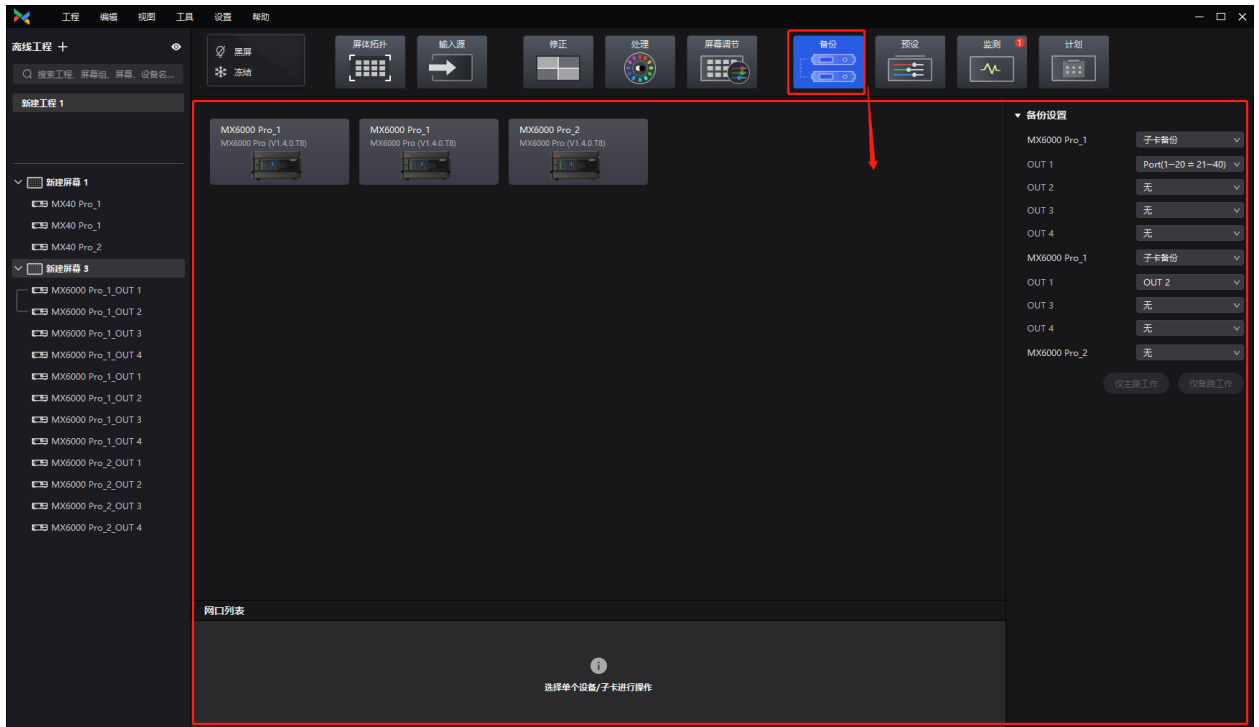 工程 编辑 视图 工具 设置 帮助
离线工程 +
搜索工程、屏幕组、屏幕、设备名...
新建工程 1
新建屏幕 1
MX40 Pro_1
MX40 Pro_1
MX40 Pro_2
新建屏幕 3
MX6000 Pro_1_OUT 1
MX6000 Pro_1_OUT 2
MX6000 Pro_1_OUT 3
MX6000 Pro_1_OUT 4
MX6000 Pro_1_OUT 1
MX6000 Pro_1_OUT 2
MX6000 Pro_1_OUT 3
MX6000 Pro_1_OUT 4
MX6000 Pro_2_OUT 1
MX6000 Pro_2_OUT 2
MX6000 Pro_2_OUT 3
MX6000 Pro_2_OUT 4
黑屏
冻结
屏体拓扑 输入源 修正 处理 屏幕调节 备份 预设 监测 1 计划
MX6000 Pro_1
MX6000 Pro (V1.4.0.T8)
MX6000 Pro_1
MX6000 Pro (V1.4.0.T8)
MX6000 Pro_2
MX6000 Pro (V1.4.0.T8)
网口列表
选择单个设备/子卡进行操作
备份设置
MX6000 Pro_1 子卡备份
OUT 1 Port(1—20 ⇌ 21—40)
OUT 2 无
OUT 3 无
OUT 4 无
MX6000 Pro_1 子卡备份
OUT 1 OUT 2
OUT 3 无
OUT 4 无
MX6000 Pro_2 无
仅主路工作 仅备路工作